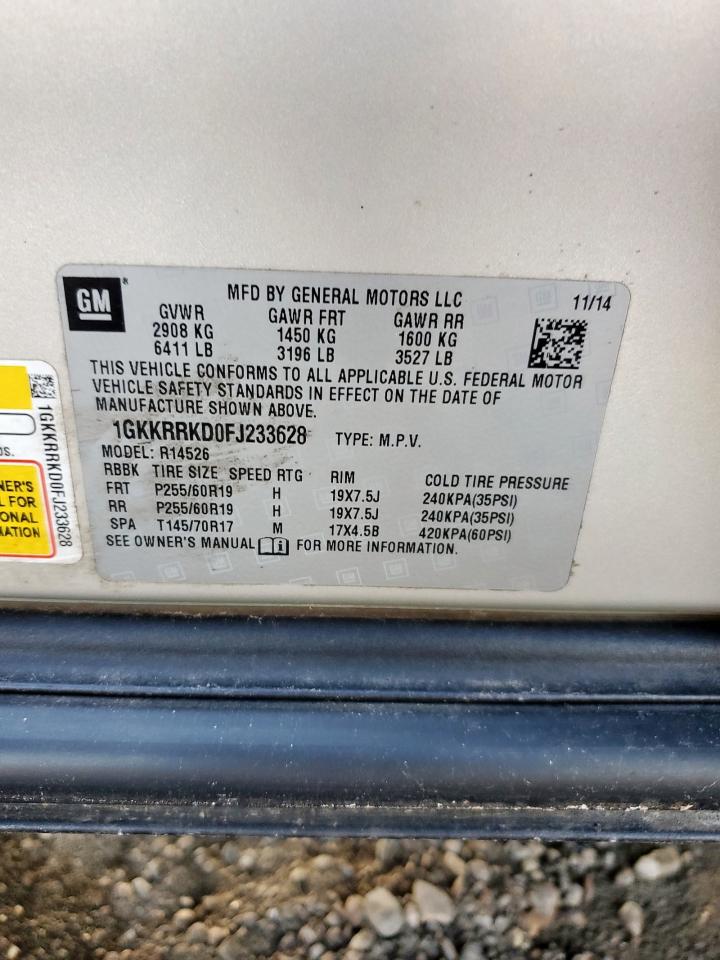 GM
MFD BY GENERAL MOTORS LLC 11/14
GVWR GAWR FRT GAWR RR
2908 KG 1450 KG 1600 KG
6411 LB 3196 LB 3527 LB
THIS VEHICLE CONFORMS TO ALL APPLICABLE U.S. FEDERAL MOTOR
VEHICLE SAFETY STANDARDS IN EFFECT ON THE DATE OF
MANUFACTURE SHOWN ABOVE.
1GKKRRKD0FJ233628 TYPE: M.P.V.
MODEL: R14526
RBBK TIRE SIZE SPEED RTG RIM COLD TIRE PRESSURE
FRT P255/60R19 H 19X7.5J 240KPA(35PSI)
RR P255/60R19 H 19X7.5J 240KPA(35PSI)
SPA T145/70R17 M 17X4.5B 420KPA(60PSI)
SEE OWNER'S MANUAL FOR MORE INFORMATION.
1GKKRRKD0FJ233628
FOR